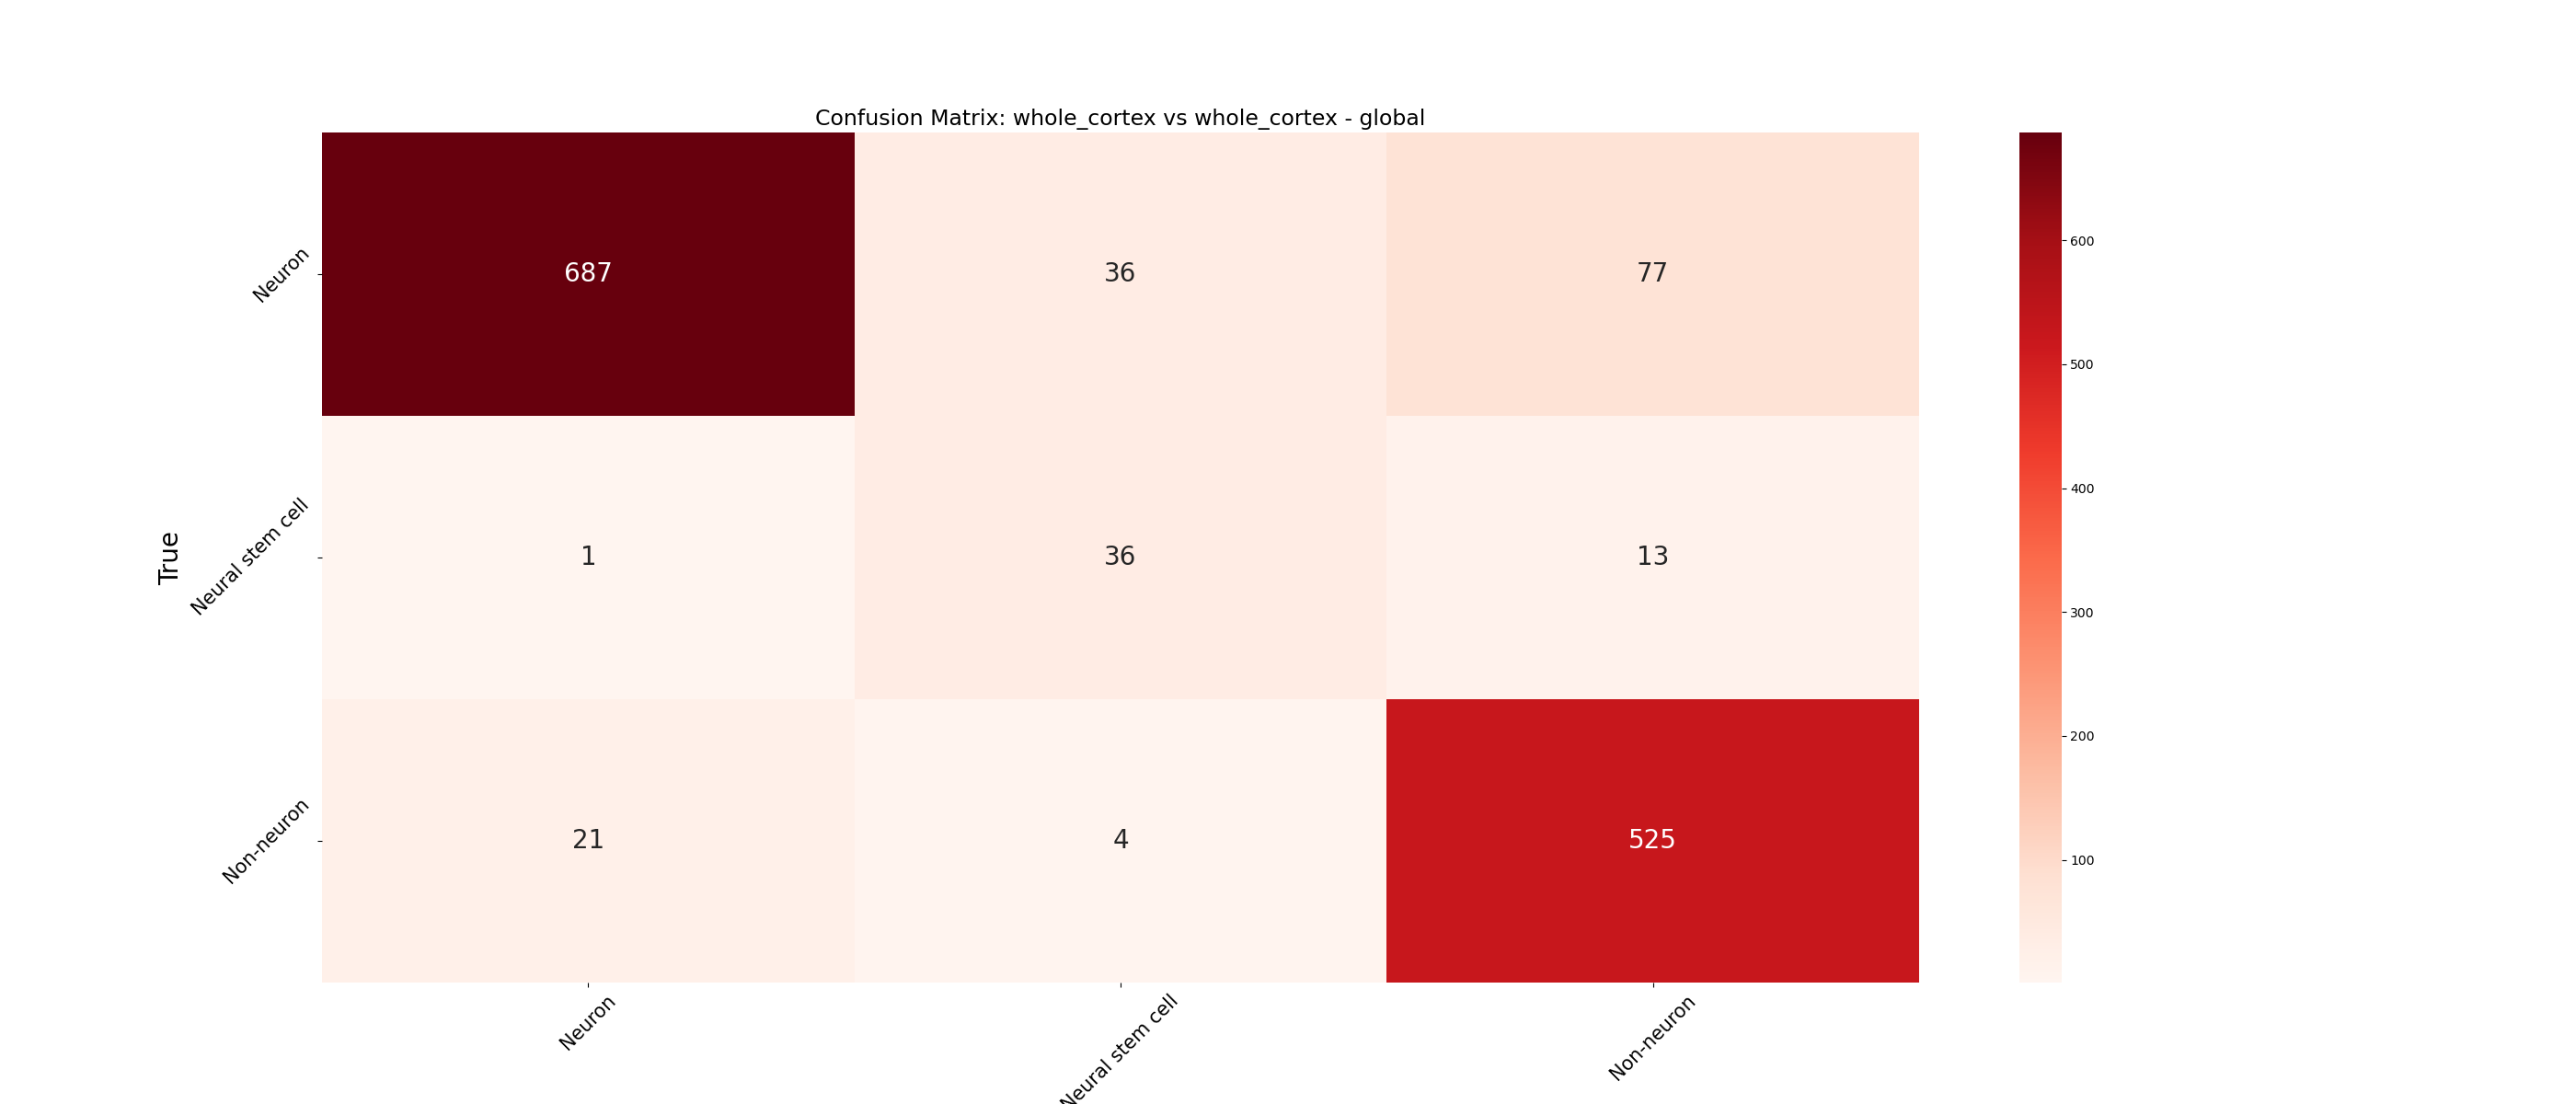 Confusion Matrix: whole_cortex vs whole_cortex - global
True
Neuron
687 36 77
Neural stem cell
1 36 13
Non-neuron
21 4 525
Neuron
Neural stem cell
Non-neuron
600
500
400
300
200
100